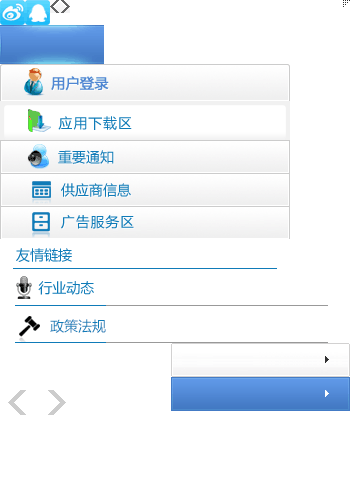 用户登录
应用下载区
重要通知
供应商信息
广告服务区
友情链接
行业动态
政策法规